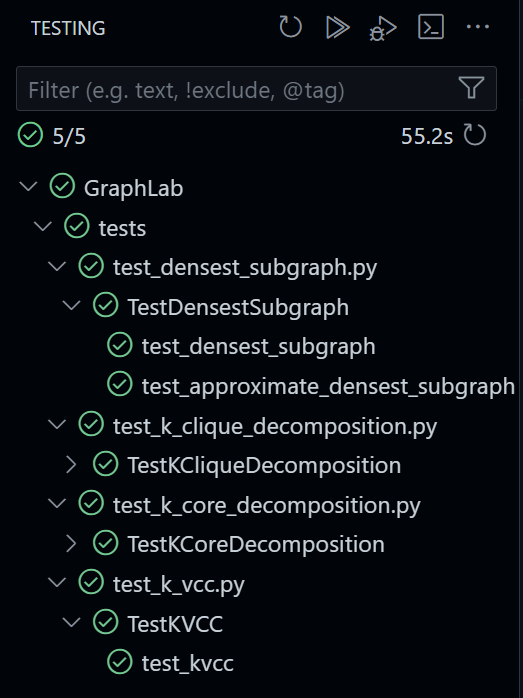 TESTING
Filter (e.g. text, !exclude, @tag)
5/5 55.2s
GraphLab
tests
test_densest_subgraph.py
TestDensestSubgraph
test_densest_subgraph
test_approximate_densest_subgraph
test_k_clique_decomposition.py
TestKCliqueDecomposition
test_k_core_decomposition.py
TestKCoreDecomposition
test_k_vcc.py
TestKVCC
test_kvcc